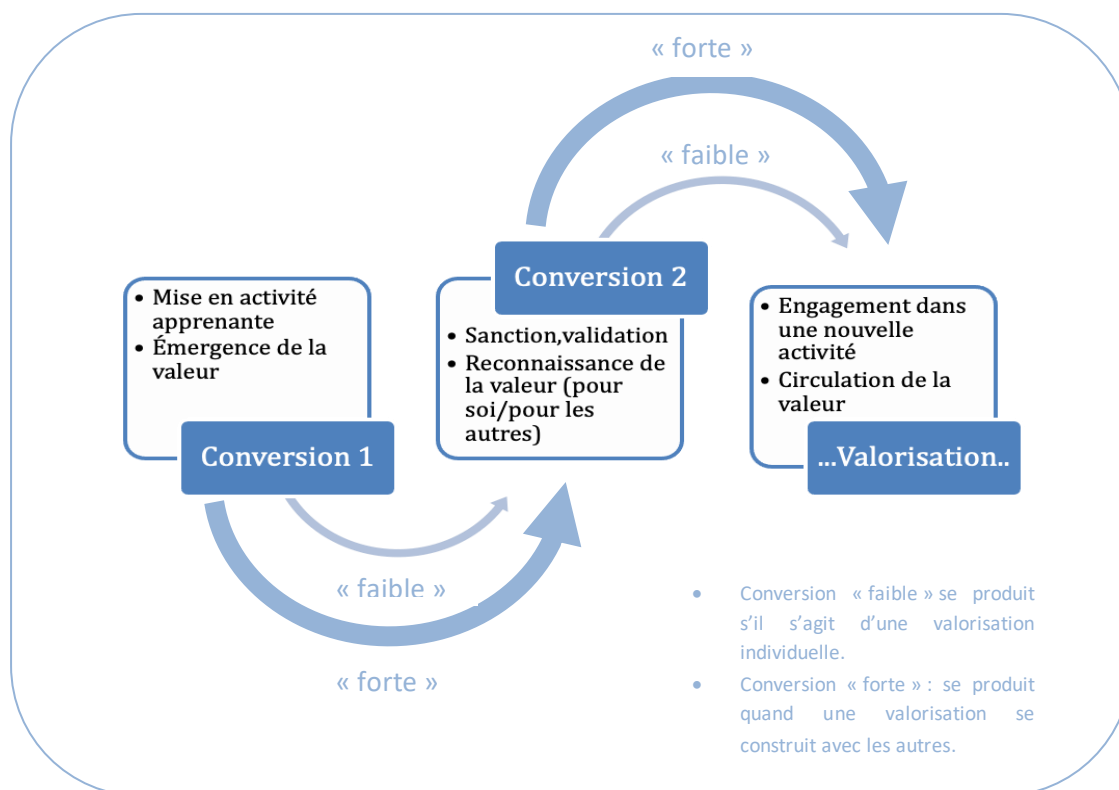 « forte »
« faible »
• Mise en activité
apprenante
• Émergence de la
valeur
Conversion 1
Conversion 2
• Sanction,validation
• Reconnaissance de
la valeur (pour
soi/pour les
autres)
• Engagement dans
une nouvelle
activité
• Circulation de la
valeur
...Valorisation..
« faible »
« forte »
• Conversion « faible » se produit
s’il s’agit d’une valorisation
individuelle.
• Conversion « forte » : se produit
quand une valorisation se
construit avec les autres.